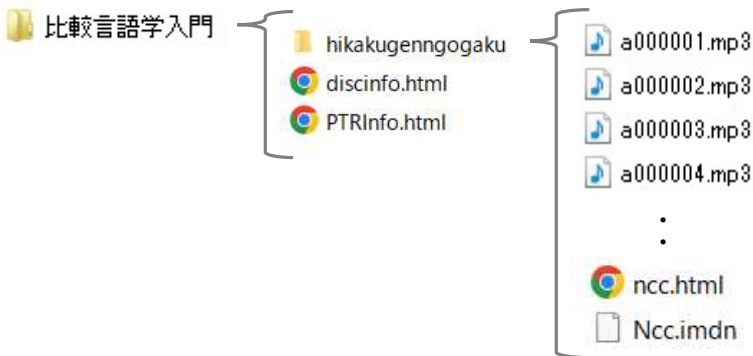 比較言語学入門
hikakugenngogaku
discinfo.html
PTRInfo.html
a000001.mp3
a000002.mp3
a000003.mp3
a000004.mp3
ncc.html
Ncc.imdn